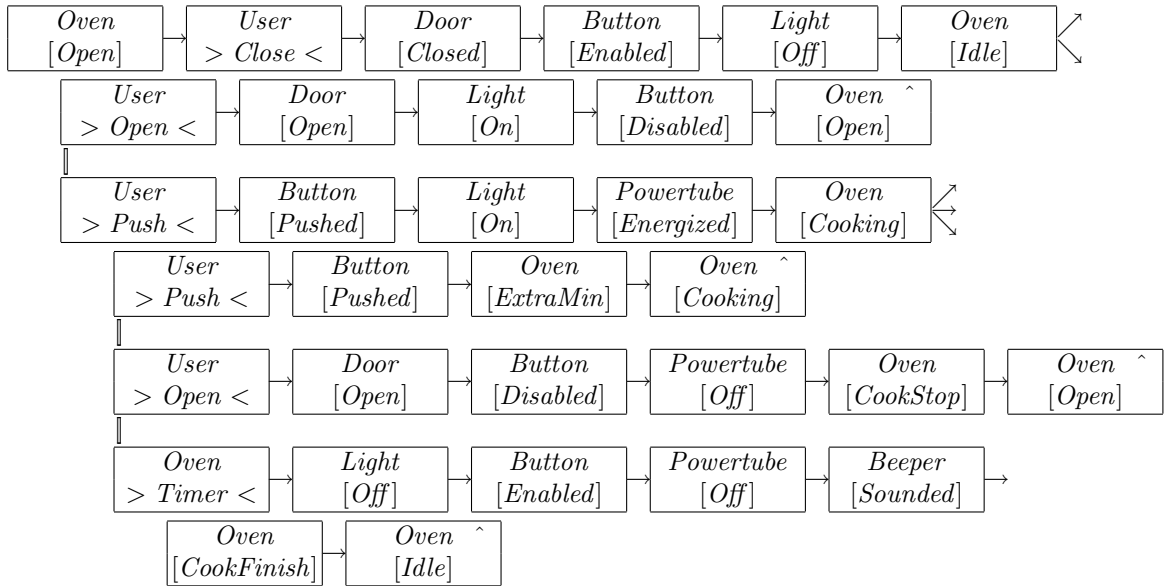 Oven User Door Button Light Oven
[Open] > Close < [Closed] [Enabled] [Off] [Idle]
User Door Light Button Oven ^
> Open < [Open] [On] [Disabled] [Open]
[]
User Button Light Powertube Oven
> Push < [Pushed] [On] [Energized] [Cooking]
User Button Oven Oven ^
> Push < [Pushed] [ExtraMin] [Cooking]
[]
User Door Button Powertube Oven Oven ^
> Open < [Open] [Disabled] [Off] [CookStop] [Open]
[]
Oven Light Button Powertube Beeper
> Timer < [Off] [Enabled] [Off] [Sounded]
Oven Oven ^
[CookFinish] [Idle]